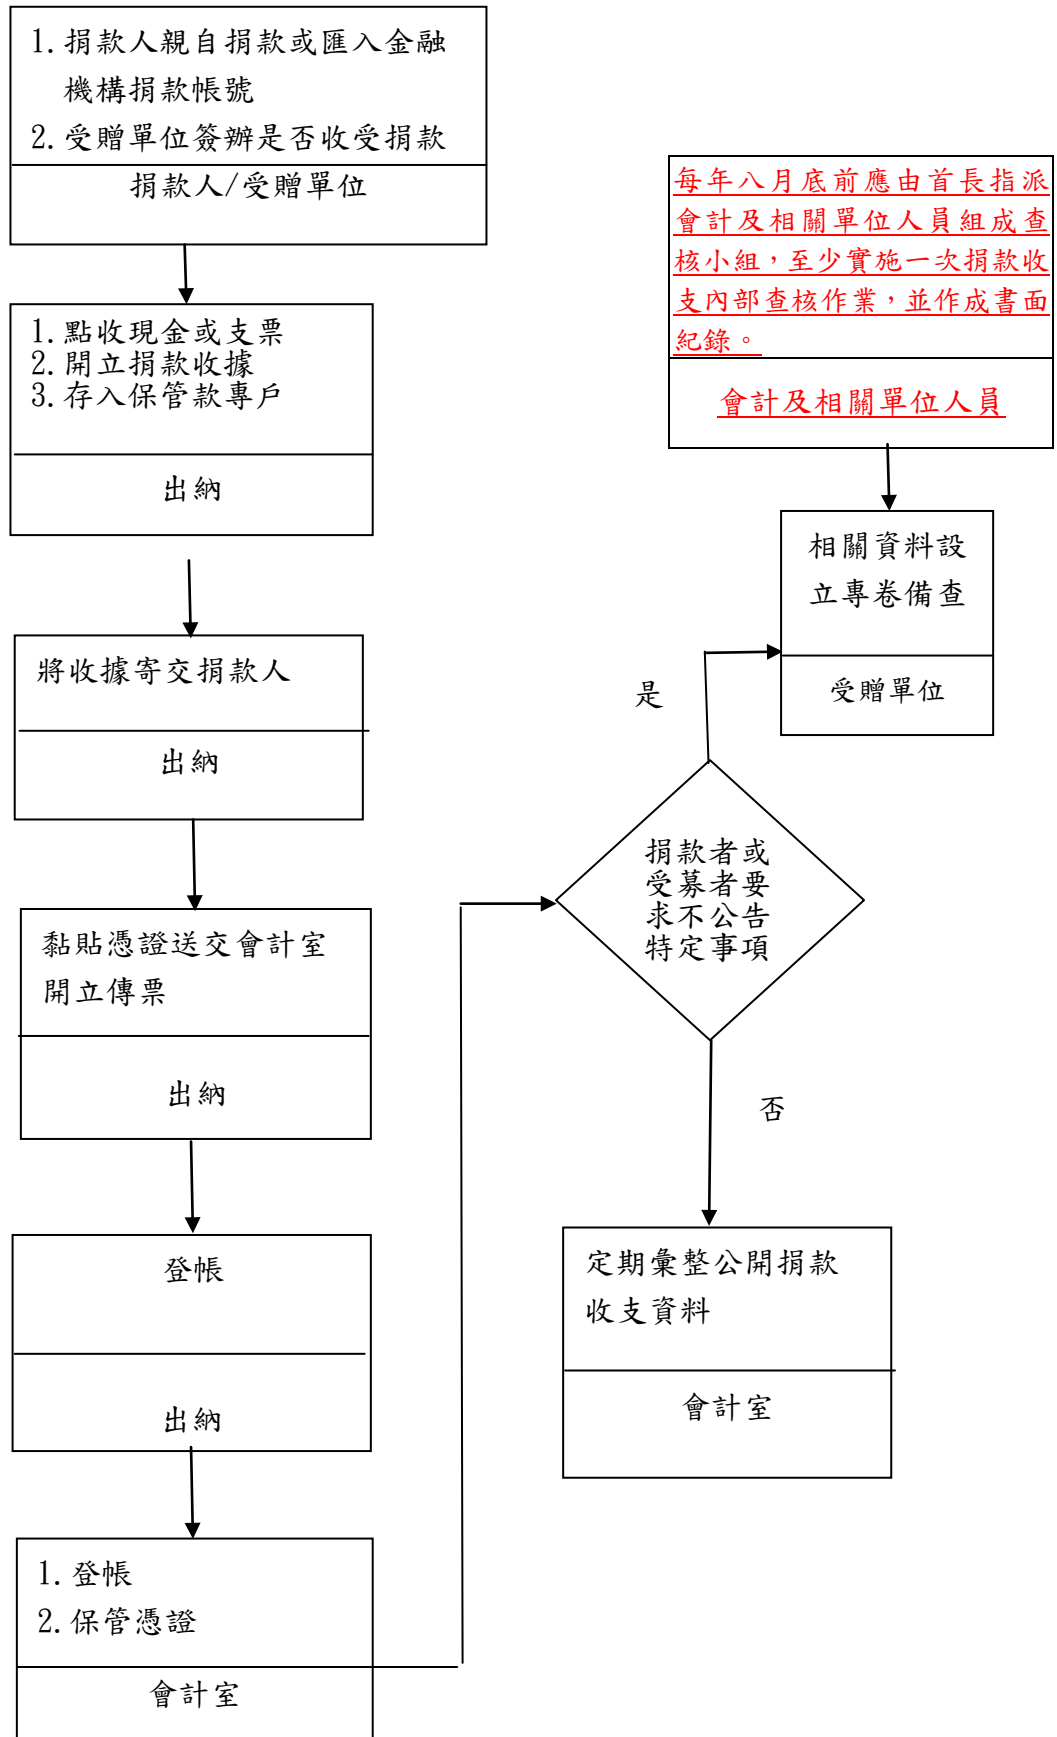 1. 捐款人親自捐款或匯入金融
機構捐款帳號
2. 受贈單位簽辦是否收受捐款
捐款人/受贈單位
1. 點收現金或支票
2. 開立捐款收據
3. 存入保管款專戶
出納
將收據寄交捐款人
出納
黏貼憑證送交會計室
開立傳票
出納
登帳
出納
1. 登帳
2. 保管憑證
會計室
每年八月底前應由首長指派
會計及相關單位人員組成查
核小組，至少實施一次捐款收
支內部查核作業，並作成書面
紀錄。
會計及相關單位人員
相關資料設
立專卷備查
受贈單位
是
捐款者或
受募者要
求不公告
特定事項
否
定期彙整公開捐款
收支資料
會計室